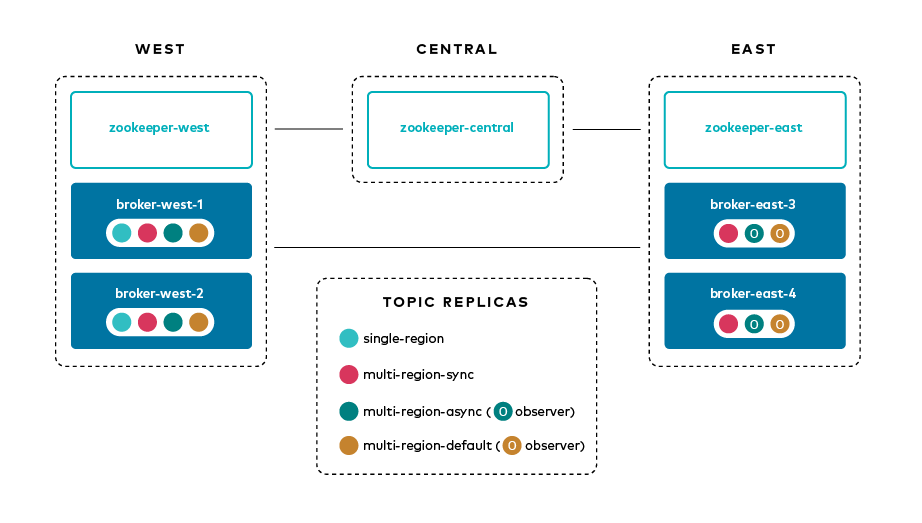 WEST
CENTRAL
EAST
zookeeper-west
zookeeper-central
zookeeper-east
broker-west-1
broker-east-3
O O
broker-west-2
broker-east-4
O O
TOPIC REPLICAS
single-region
multi-region-sync
multi-region-async ( O observer)
multi-region-default ( O observer)